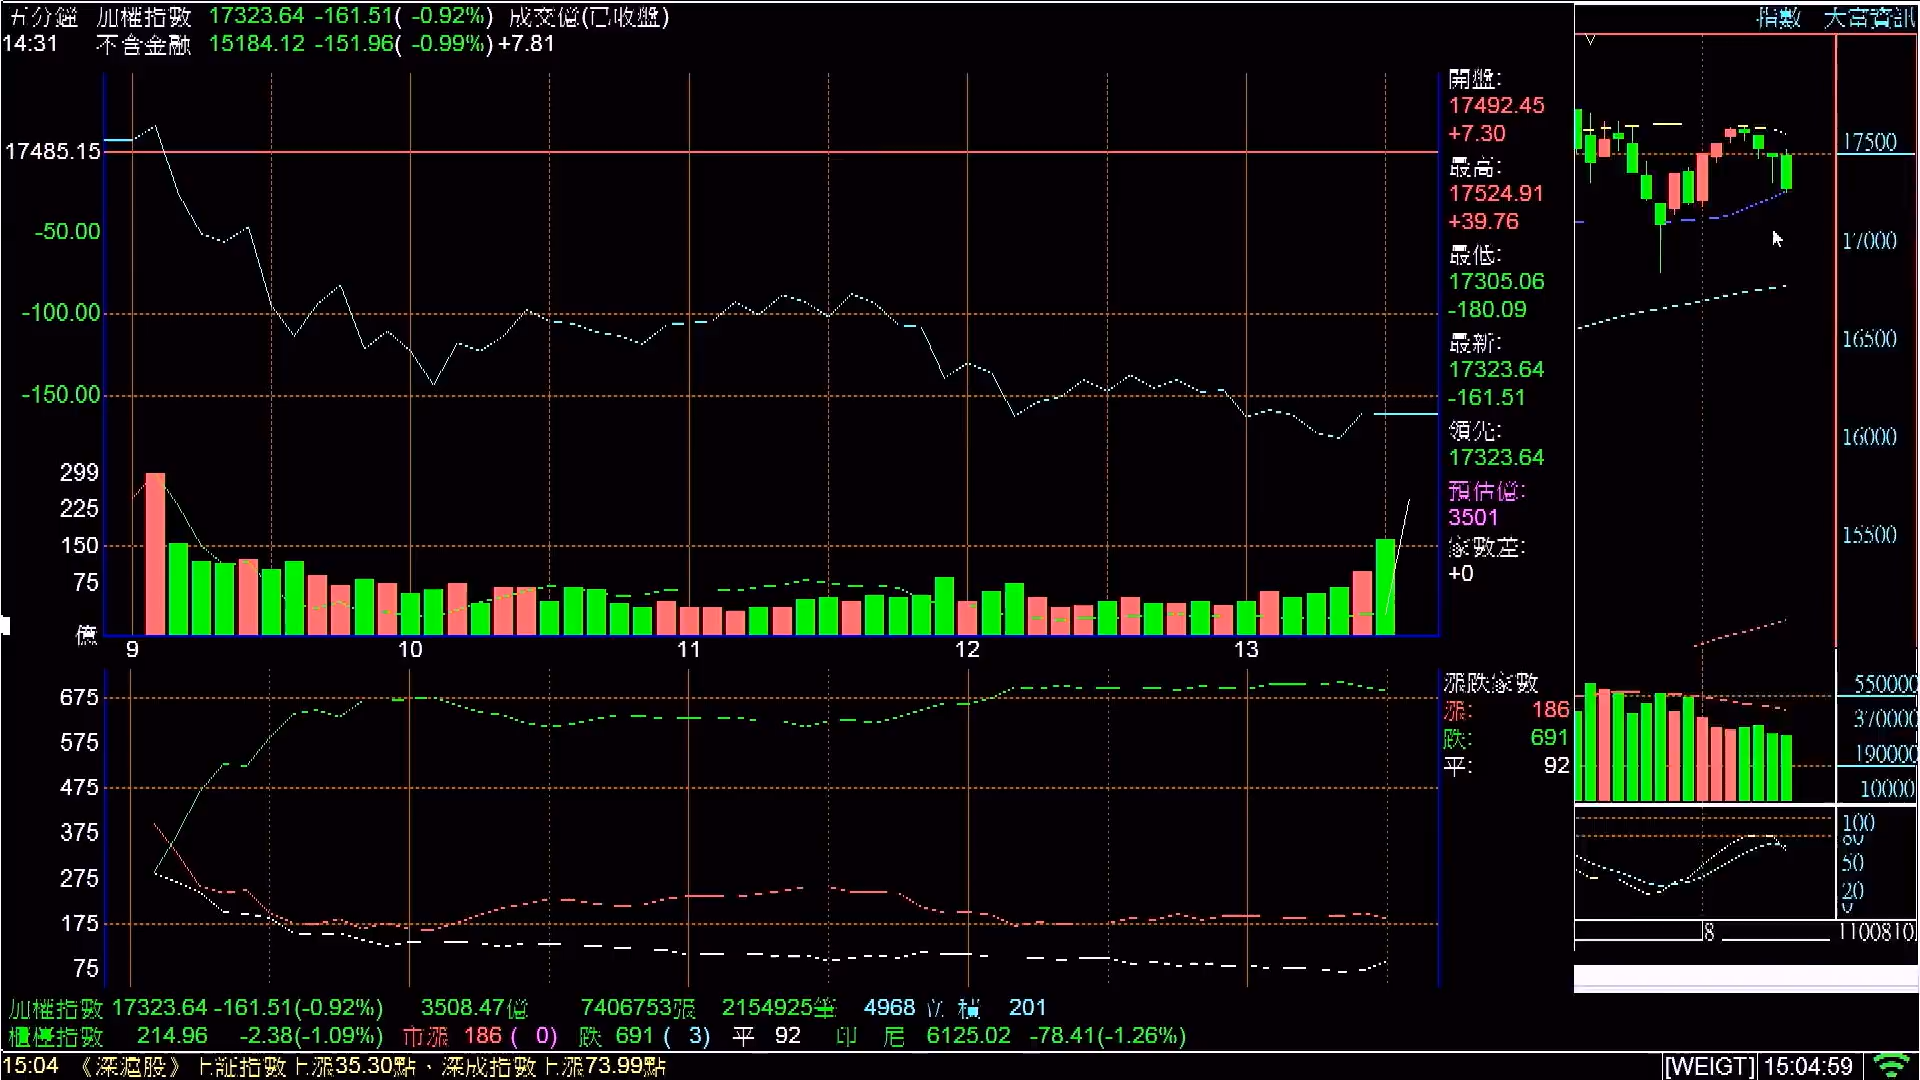 五分鐘 加權指數 17323.64 -161.51( -0.92%) 成交億(已收盤)
14:31 不含金融 15184.12 -151.96( -0.99%) +7.81
指數 大富資訊
17485.15
-50.00
-100.00
-150.00
299
225
150
75
億
9 10 11 12 13
開盤:
17492.45
+7.30
最高:
17524.91
+39.76
最低:
17305.06
-180.09
最新:
17323.64
-161.51
領先:
17323.64
預估億:
3501
家數差:
+0
675
575
475
375
275
175
75
漲跌家數
漲: 186
跌: 691
平: 92
17500
17000
16500
16000
15500
550000
370000
190000
10000
100
80
50
20
0
8 1100810
加權指數 17323.64 -161.51(-0.92%) 3508.47億 7406753張 2154925筆 4968 立 積 201
櫃檯指數 214.96 -2.38(-1.09%) 市漲 186 ( 0) 跌 691 ( 3) 平 92 印 尼 6125.02 -78.41(-1.26%)
15:04 《深滬股》上証指數上漲35.30點、深成指數上漲73.99點
[WEIGT] 15:04:59